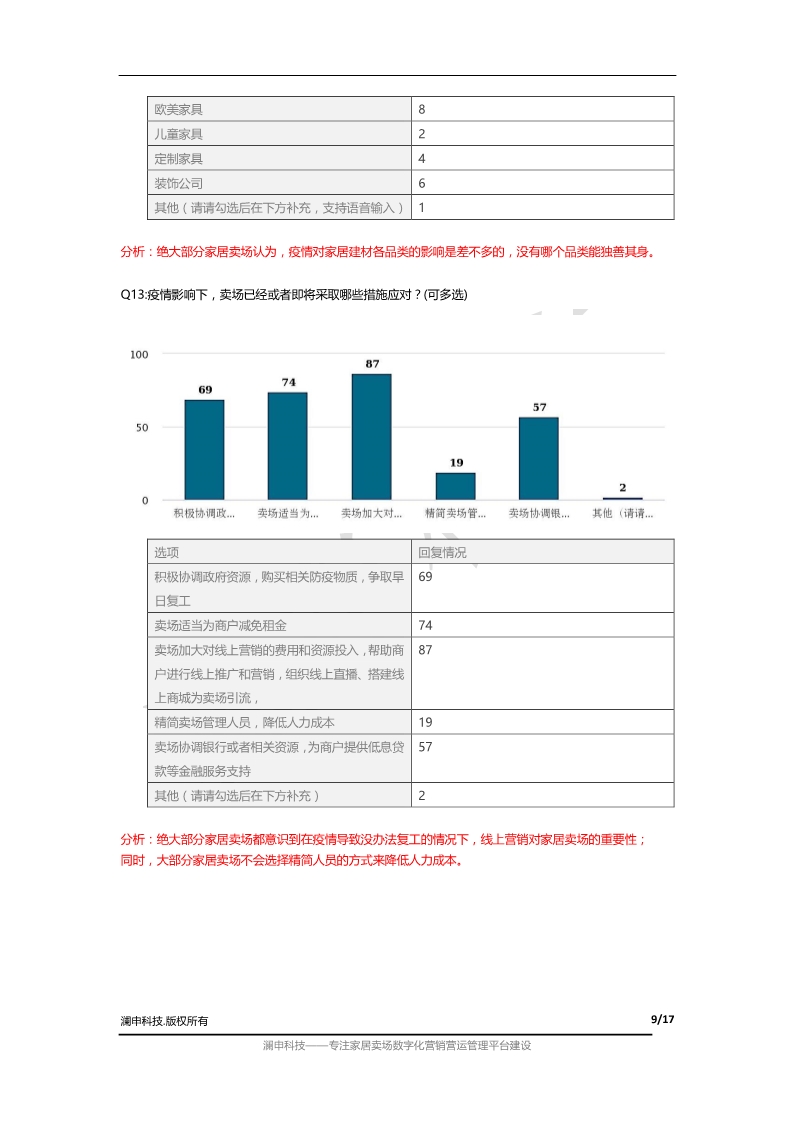 欧美家具 8
儿童家具 2
定制家具 4
装饰公司 6
其他（请请勾选后在下方补充，支持语音输入） 1
分析：绝大部分家居卖场认为，疫情对家居建材各品类的影响是差不多的，没有哪个品类能独善其身。
Q13:疫情影响下，卖场已经或者即将采取哪些措施应对？(可多选)
100
50
0
69
74
87
19
57
2
积极协调政...
卖场适当为...
卖场加大对...
精简卖场管...
卖场协调银...
其他（请请...
选项 回复情况
积极协调政府资源，购买相关防疫物质，争取早 69
日复工
卖场适当为商户减免租金 74
卖场加大对线上营销的费用和资源投入，帮助商 87
户进行线上推广和营销，组织线上直播、搭建线
上商城为卖场引流，
精简卖场管理人员，降低人力成本 19
卖场协调银行或者相关资源，为商户提供低息贷 57
款等金融服务支持
其他（请请勾选后在下方补充） 2
分析：绝大部分家居卖场都意识到在疫情导致没办法复工的情况下，线上营销对家居卖场的重要性；
同时，大部分家居卖场不会选择精简人员的方式来降低人力成本。
澜申科技.版权所有 9/17
澜申科技——专注家居卖场数字化营销营运管理平台建设